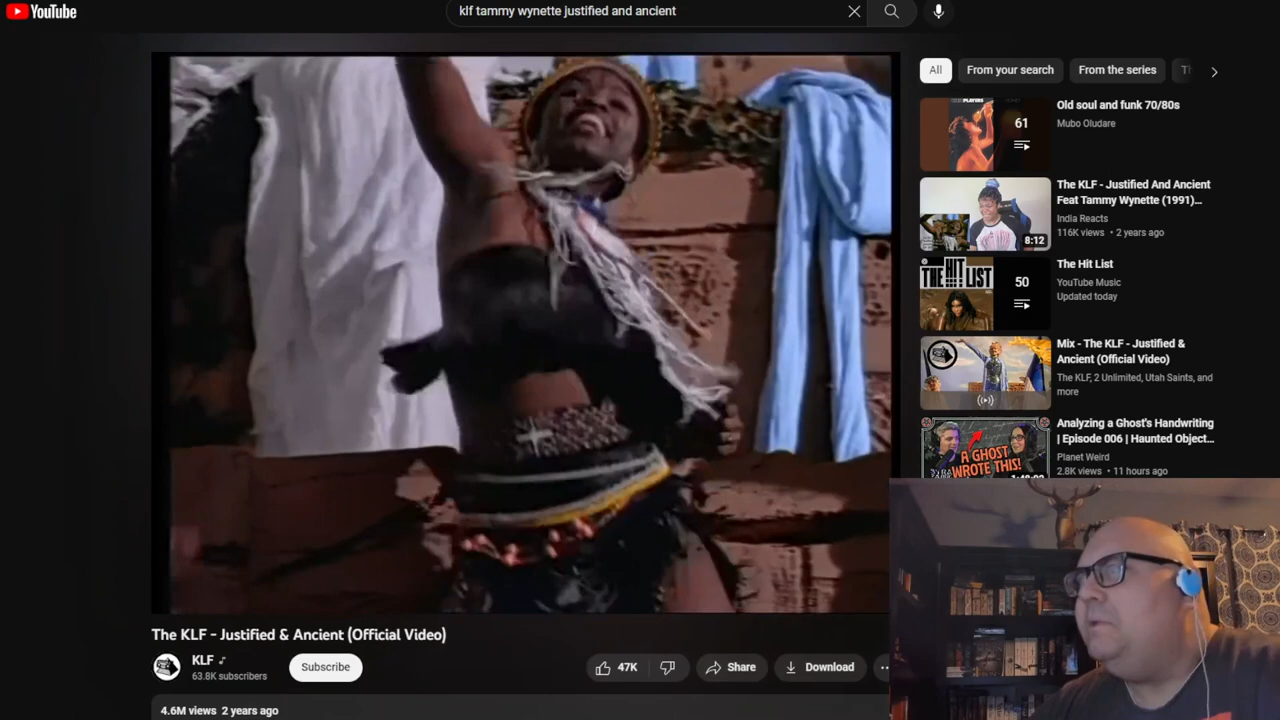 YouTube
klf tammy wynette justified and ancient
All
From your search
From the series
Old soul and funk 70/80s
Mubo Oludare
61
The KLF - Justified And Ancient
Feat Tammy Wynette (1991)...
India Reacts
116K views • 2 years ago
8:12
THE HIT LIST
50
The Hit List
YouTube Music
Updated today
Mix - The KLF - Justified &
Ancient (Official Video)
The KLF, 2 Unlimited, Utah Saints, and
more
Analyzing a Ghost's Handwriting
| Episode 006 | Haunted Object...
Planet Weird
2.8K views • 11 hours ago
A GHOST
WROTE THIS!
The KLF - Justified & Ancient (Official Video)
KLF
63.8K subscribers
Subscribe
47K
Share
Download
4.6M views 2 years ago